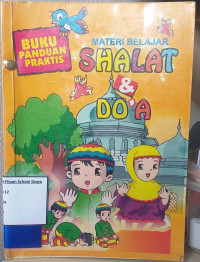 BUKU
PANDUAN
PRAKTIS
MATERI BELAJAR
SHALAT
&
DO'A